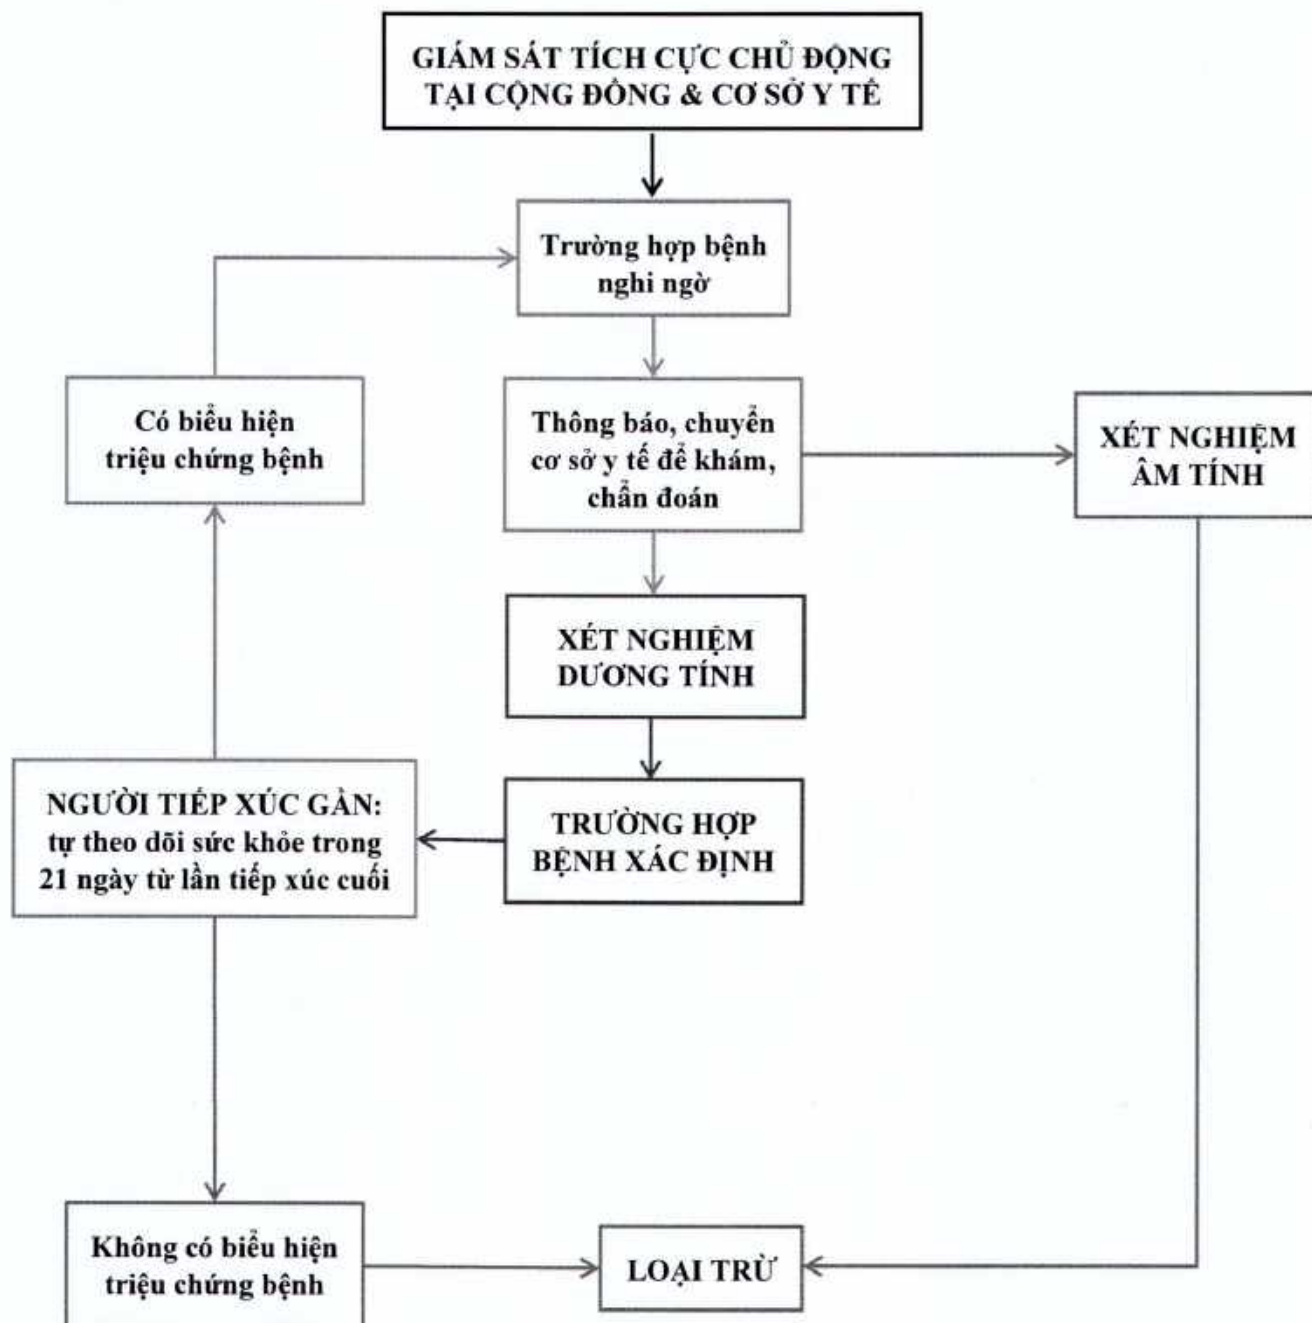 GIÁM SÁT TÍCH CỰC CHỦ ĐỘNG
TẠI CỘNG ĐỒNG & CƠ SỞ Y TẾ
Trường hợp bệnh
nghi ngờ
Có biểu hiện
triệu chứng bệnh
Thông báo, chuyển
cơ sở y tế để khám,
chẩn đoán
XÉT NGHIỆM
ÂM TÍNH
XÉT NGHIỆM
DƯƠNG TÍNH
NGƯỜI TIẾP XÚC GẦN:
tự theo dõi sức khỏe trong
21 ngày từ lần tiếp xúc cuối
TRƯỜNG HỢP
BỆNH XÁC ĐỊNH
Không có biểu hiện
triệu chứng bệnh
LOẠI TRỪ